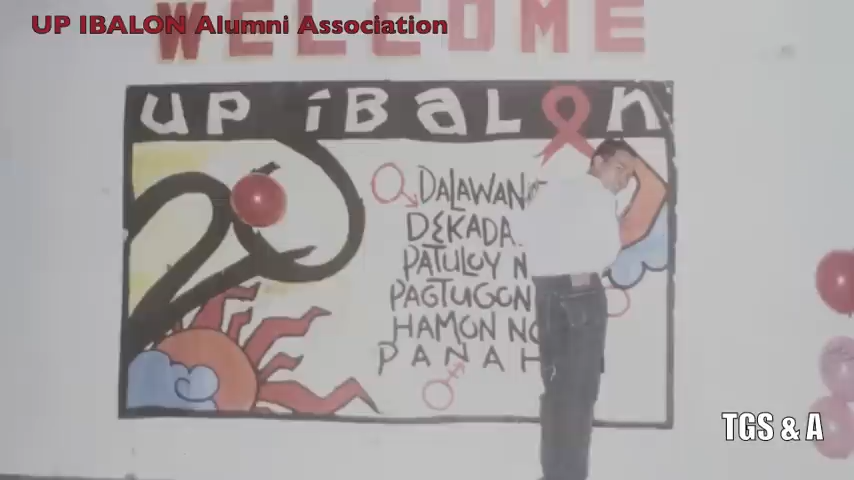 UP IBALON Alumni Association
WELCOME
UP iBALON
DALAWAN
DEKADA.
PATULOY N
PAGTUGON
HAMON NG
PANAH
TGS & A